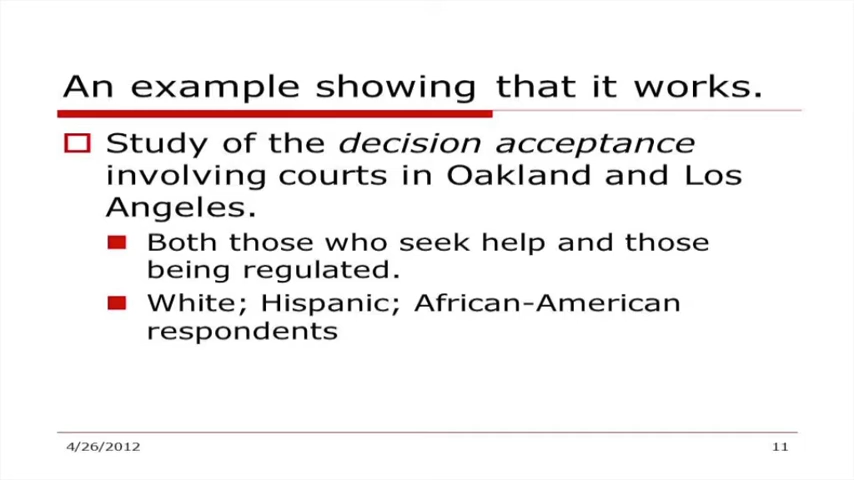 An example showing that it works.
Study of the decision acceptance
involving courts in Oakland and Los
Angeles.
Both those who seek help and those
being regulated.
White; Hispanic; African-American
respondents
4/26/2012
11